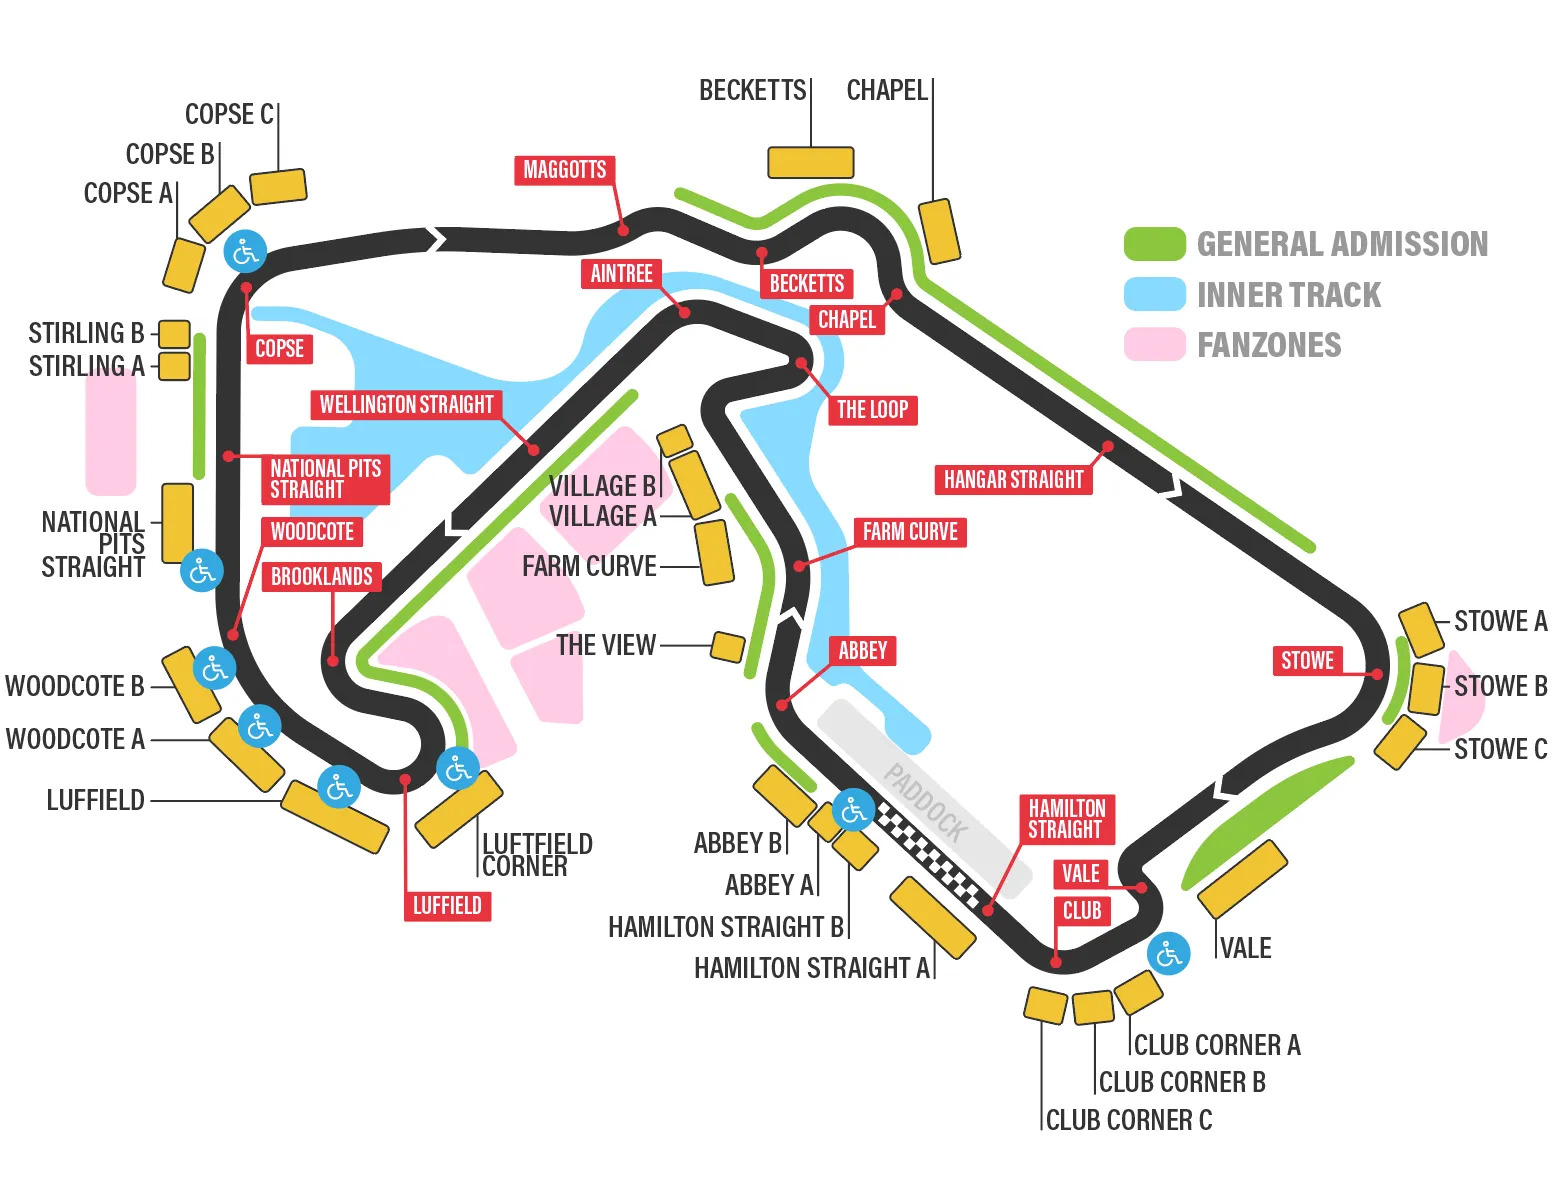 BECKETTS
CHAPEL
COPSE C
COPSE B
COPSE A
MAGGOTTS
GENERAL ADMISSION
INNER TRACK
FANZONES
AINTREE
BECKETTS
CHAPEL
STIRLING B
STIRLING A
COPSE
WELLINGTON STRAIGHT
THE LOOP
NATIONAL PITS
STRAIGHT
HANGAR STRAIGHT
VILLAGE B
VILLAGE A
NATIONAL
PITS
STRAIGHT
WOODCOTE
FARM CURVE
FARM CURVE
BROOKLANDS
STOWE A
THE VIEW
ABBEY
STOWE
STOWE B
WOODCOTE B
WOODCOTE A
STOWE C
LUFFIELD
PADDOCK
HAMILTON
STRAIGHT
LUFTFIELD
CORNER
ABBEY B
VALE
ABBEY A
LUFFIELD
CLUB
HAMILTON STRAIGHT B
VALE
HAMILTON STRAIGHT A
CLUB CORNER A
CLUB CORNER B
CLUB CORNER C